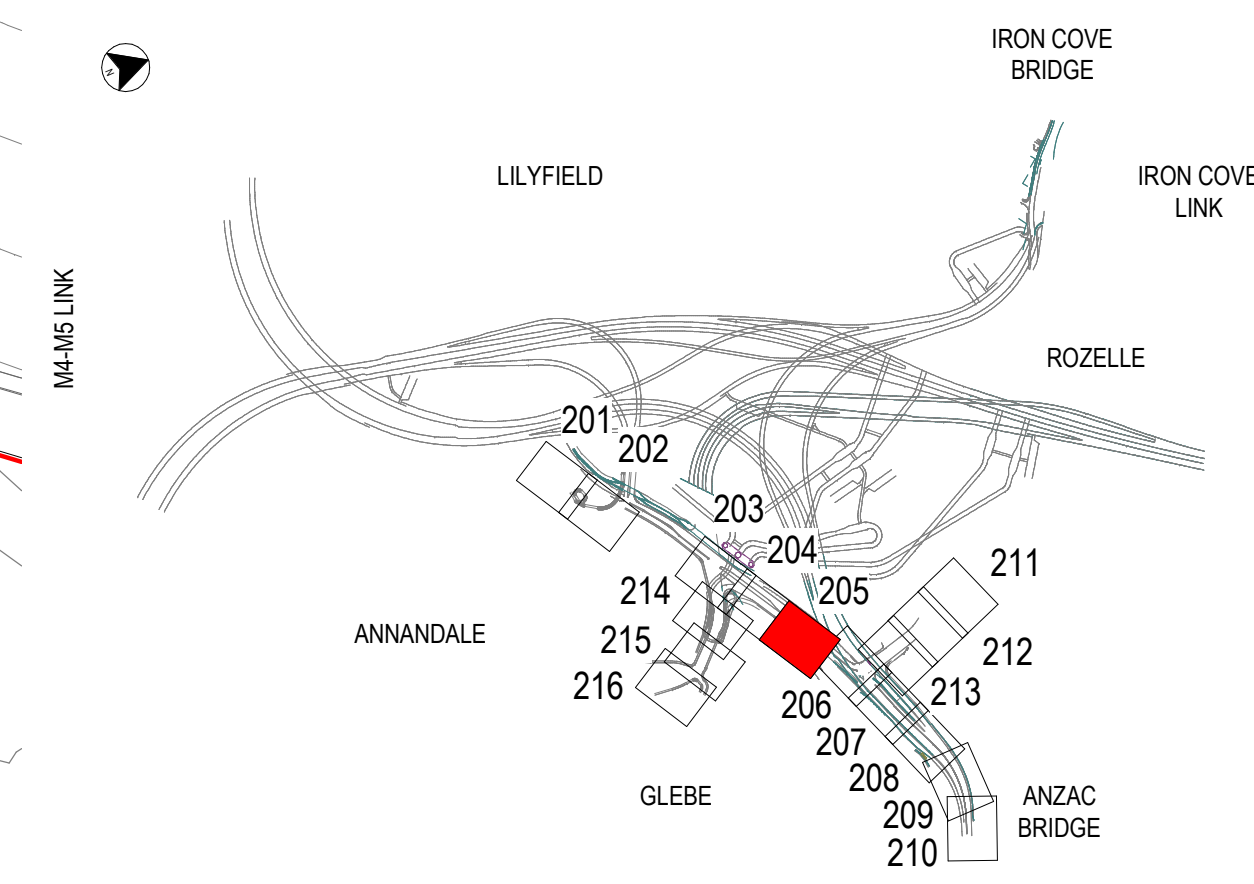 IRON COVE
BRIDGE
N
LILYFIELD
IRON COVE
LINK
M4-M5 LINK
ROZELLE
201
202
203
204
211
205
214
ANNANDALE
215
212
216
213
206
207
208
GLEBE
ANZAC
BRIDGE
209
210